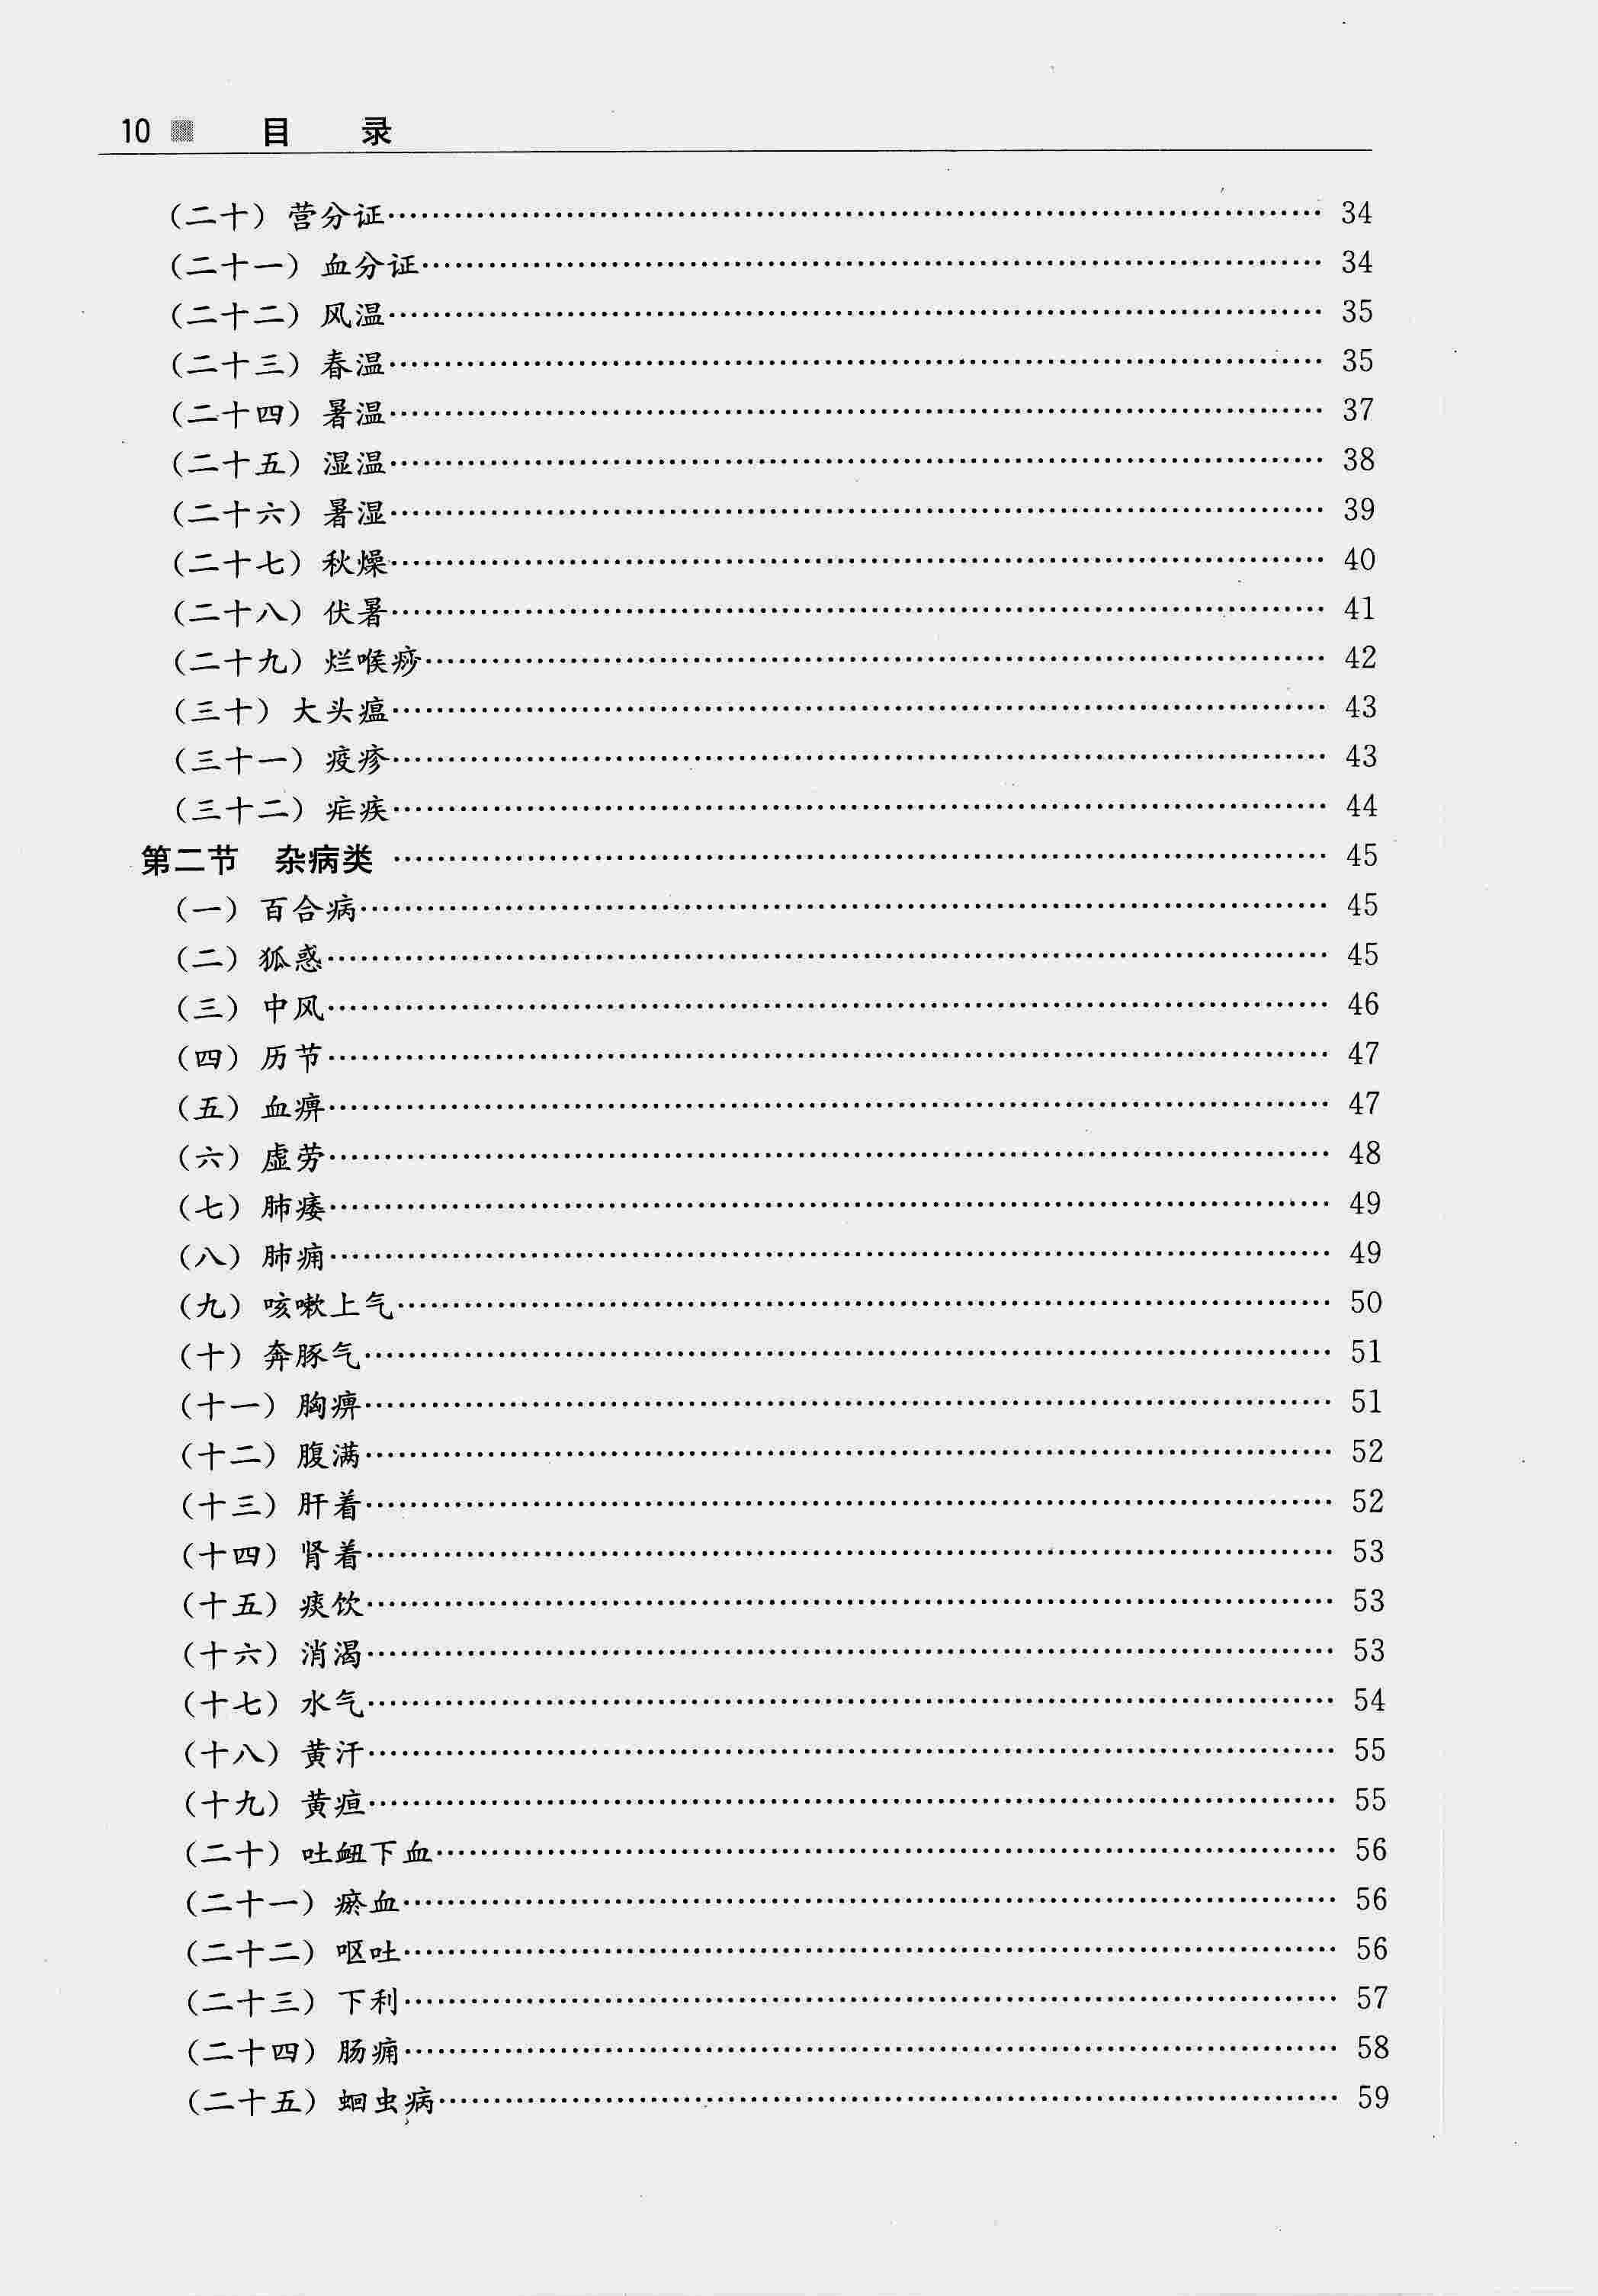 10 目 录
（二十）营分证…………………………………………………… 34
（二十一）血分证…………………………………………………… 34
（二十二）风温…………………………………………………… 35
（二十三）春温…………………………………………………… 35
（二十四）暑温…………………………………………………… 37
（二十五）湿温…………………………………………………… 38
（二十六）暑湿…………………………………………………… 39
（二十七）秋燥…………………………………………………… 40
（二十八）伏暑…………………………………………………… 41
（二十九）烂喉痧…………………………………………………… 42
（三十）大头瘟…………………………………………………… 43
（三十一）疫疹…………………………………………………… 43
（三十二）疟疾…………………………………………………… 44
第二节 杂病类 …………………………………………………… 45
（一）百合病…………………………………………………… 45
（二）狐惑…………………………………………………… 45
（三）中风…………………………………………………… 46
（四）历节…………………………………………………… 47
（五）血痹…………………………………………………… 47
（六）虚劳…………………………………………………… 48
（七）肺痿…………………………………………………… 49
（八）肺痈…………………………………………………… 49
（九）咳嗽上气…………………………………………………… 50
（十）奔豚气…………………………………………………… 51
（十一）胸痹…………………………………………………… 51
（十二）腹满…………………………………………………… 52
（十三）肝着…………………………………………………… 52
（十四）肾着…………………………………………………… 53
（十五）痰饮…………………………………………………… 53
（十六）消渴…………………………………………………… 53
（十七）水气…………………………………………………… 54
（十八）黄汗…………………………………………………… 55
（十九）黄疸…………………………………………………… 55
（二十）吐衄下血…………………………………………………… 56
（二十一）瘀血…………………………………………………… 56
（二十二）呕吐…………………………………………………… 56
（二十三）下利…………………………………………………… 57
（二十四）肠痈…………………………………………………… 58
（二十五）蛔虫病…………………………………………………… 59